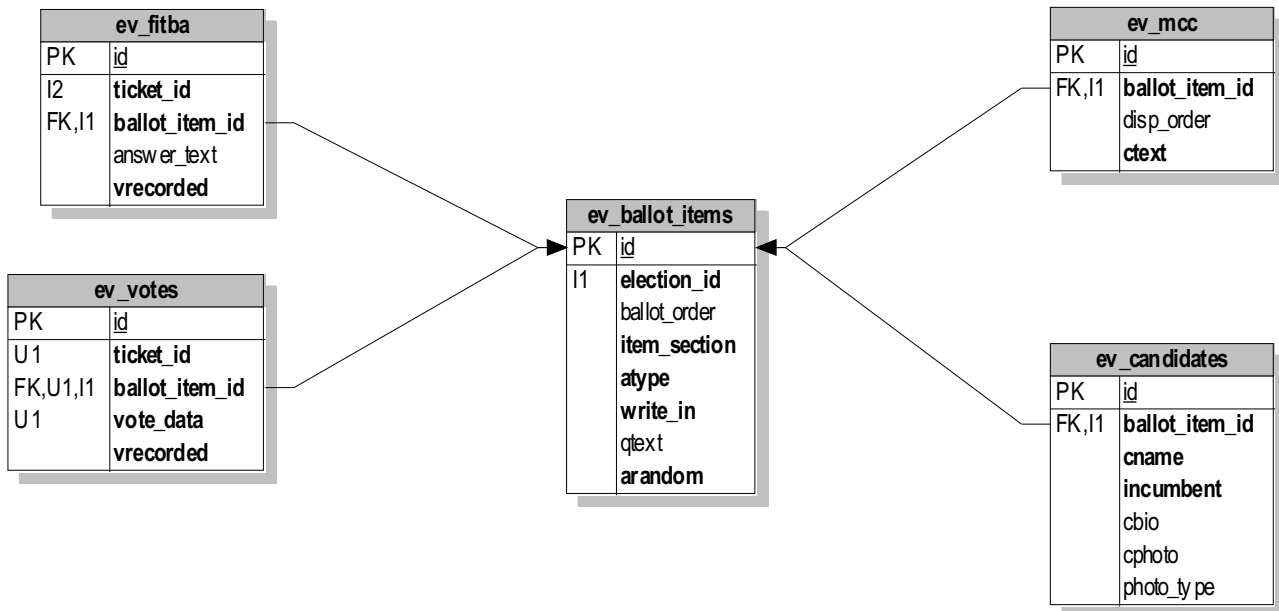 ev_fitba
PK id
I2 ticket_id
FK,I1 ballot_item_id
answer_text
vrecorded
ev_votes
PK id
U1 ticket_id
FK,U1,I1 ballot_item_id
U1 vote_data
vrecorded
ev_ballot_items
PK id
I1 election_id
ballot_order
item_section
atype
write_in
qtext
arandom
ev_mcc
PK id
FK,I1 ballot_item_id
disp_order
ctext
ev_candidates
PK id
FK,I1 ballot_item_id
cname
incumbent
cbio
cphoto
photo_type